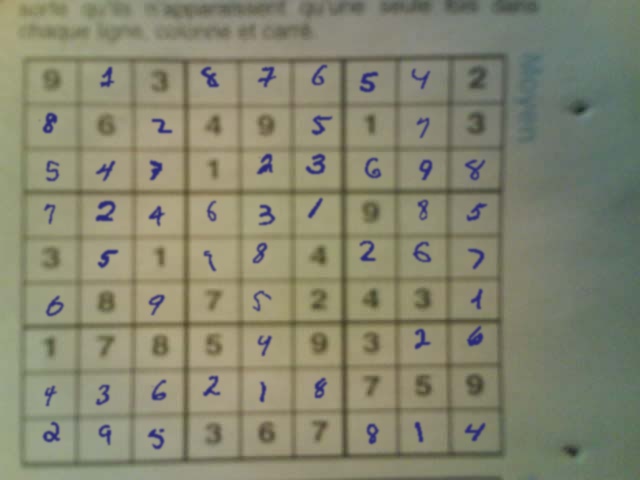 sorte qu'ils n'apparaissent qu'une seule fois dans
chaque ligne, colonne et carré.
Moyen
9 1 3 8 7 6 5 4 2
8 6 2 4 9 5 1 7 3
5 4 7 1 2 3 6 9 8
7 2 4 6 3 1 9 8 5
3 5 1 9 8 4 2 6 7
6 8 9 7 5 2 4 3 1
1 7 8 5 4 9 3 2 6
4 3 6 2 1 8 7 5 9
2 9 5 3 6 7 8 1 4